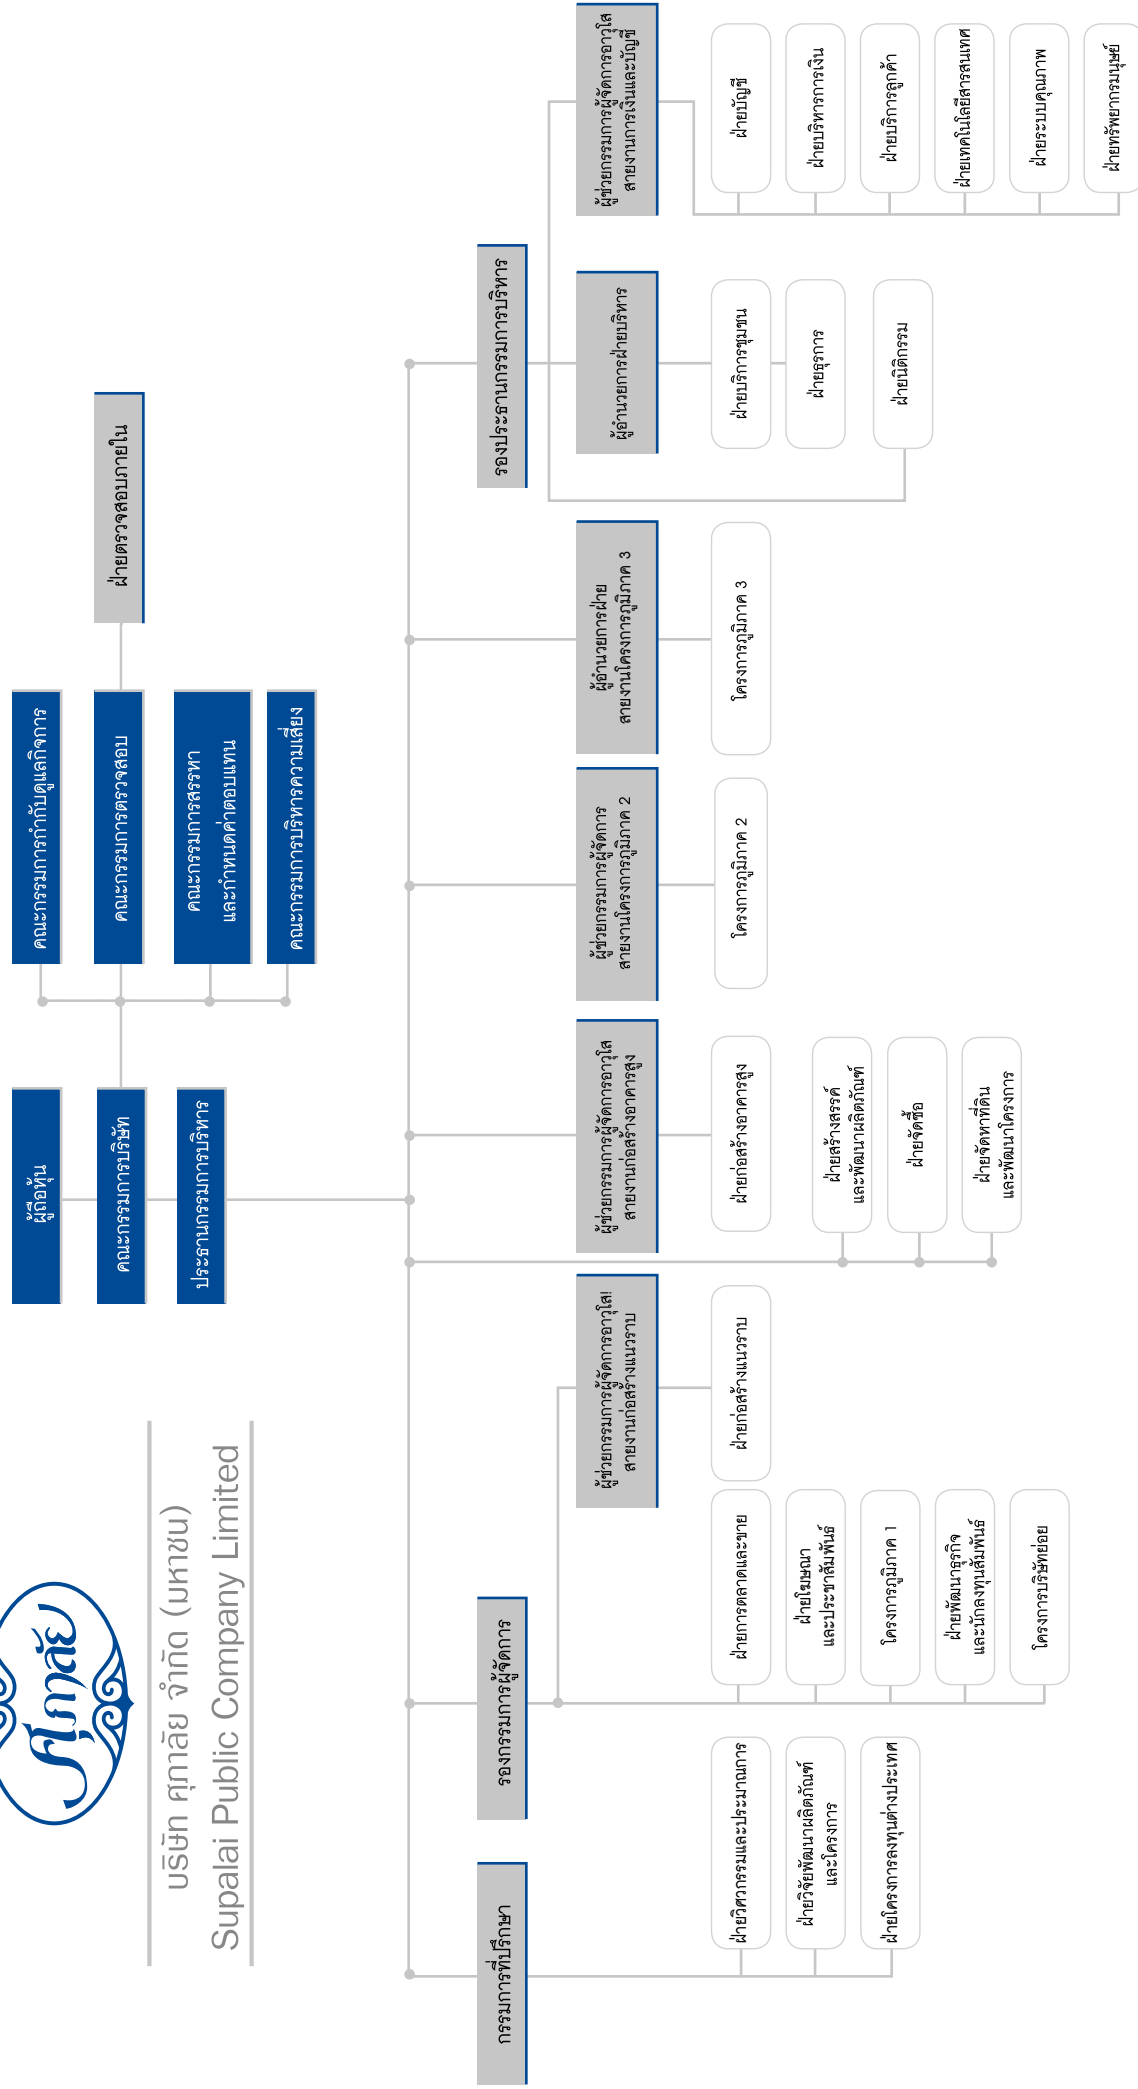 ศุภาลัย
บริษัท ศุภาลัย จำกัด (มหาชน)
Supalai Public Company Limited
ผู้ถือหุ้น
คณะกรรมการบริษัท
ประธานกรรมการบริหาร
คณะกรรมการกำกับดูแลกิจการ
คณะกรรมการตรวจสอบ
คณะกรรมการสรรหา
และกำหนดค่าตอบแทน
คณะกรรมการบริหารความเสี่ยง
ฝ่ายตรวจสอบภายใน
กรรมการที่ปรึกษา
ฝ่ายวิศวกรรมและประมาณการ
ฝ่ายวิจัยพัฒนาผลิตภัณฑ์
และโครงการ
ฝ่ายโครงการลงทุนต่างประเทศ
รองกรรมการผู้จัดการ
ฝ่ายการตลาดและขาย
ฝ่ายโฆษณา
และประชาสัมพันธ์
โครงการภูมิภาค 1
ฝ่ายพัฒนาธุรกิจ
และนักลงทุนสัมพันธ์
โครงการบริษัทย่อย
ผู้ช่วยกรรมการผู้จัดการอาวุโส!
สายงานก่อสร้างแนวราบ
ฝ่ายก่อสร้างแนวราบ
ผู้ช่วยกรรมการผู้จัดการอาวุโส
สายงานก่อสร้างอาคารสูง
ฝ่ายก่อสร้างอาคารสูง
ฝ่ายสร้างสรรค์
และพัฒนาผลิตภัณฑ์
ฝ่ายจัดซื้อ
ฝ่ายจัดหาที่ดิน
และพัฒนาโครงการ
ผู้ช่วยกรรมการผู้จัดการ
สายงานโครงการภูมิภาค 2
โครงการภูมิภาค 2
ผู้อำนวยการฝ่าย
สายงานโครงการภูมิภาค 3
โครงการภูมิภาค 3
รองประธานกรรมการบริหาร
ผู้อำนวยการฝ่ายบริหาร
ฝ่ายบริการชุมชน
ฝ่ายธุรการ
ฝ่ายนิติกรรม
ผู้ช่วยกรรมการผู้จัดการอาวุโส
สายงานการเงินและบัญชี
ฝ่ายบัญชี
ฝ่ายบริหารการเงิน
ฝ่ายบริการลูกค้า
ฝ่ายเทคโนโลยีสารสนเทศ
ฝ่ายระบบคุณภาพ
ฝ่ายทรัพยากรมนุษย์